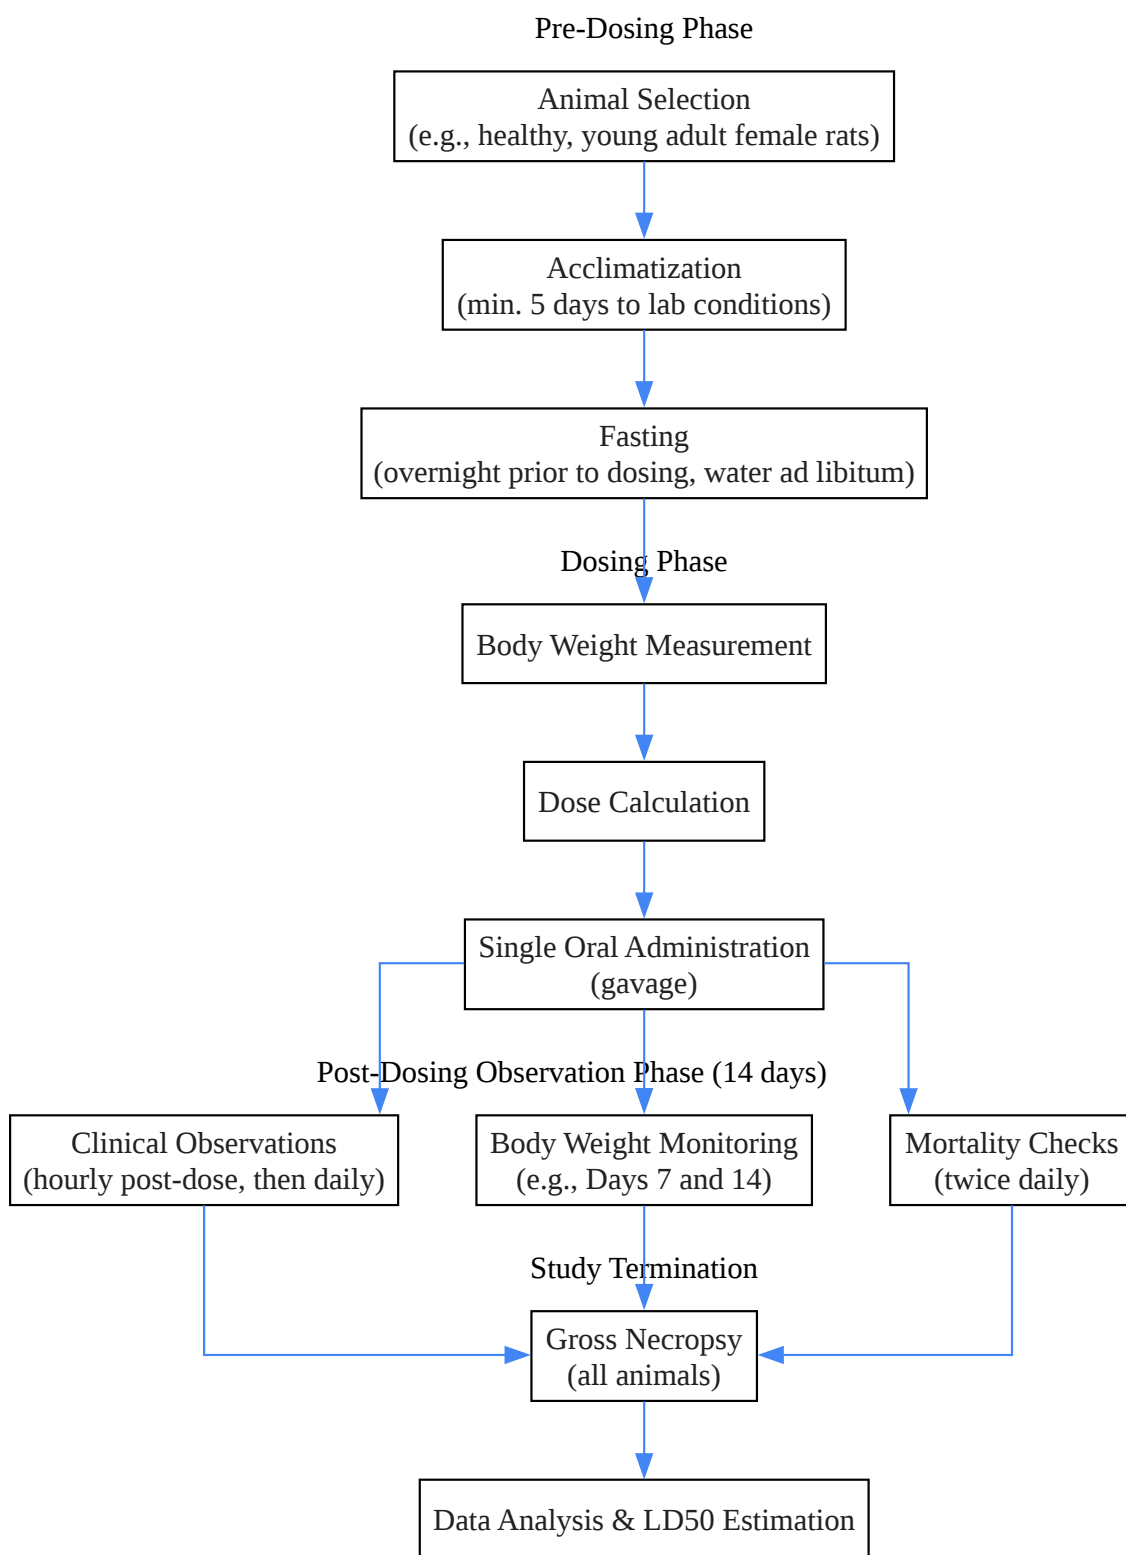 Pre-Dosing Phase
Animal Selection
(e.g., healthy, young adult female rats)
Acclimatization
(min. 5 days to lab conditions)
Fasting
(overnight prior to dosing, water ad libitum)
Dosing Phase
Body Weight Measurement
Dose Calculation
Single Oral Administration
(gavage)
Post-Dosing Observation Phase (14 days)
Clinical Observations
(hourly post-dose, then daily)
Body Weight Monitoring
(e.g., Days 7 and 14)
Mortality Checks
(twice daily)
Study Termination
Gross Necropsy
(all animals)
Data Analysis & LD50 Estimation